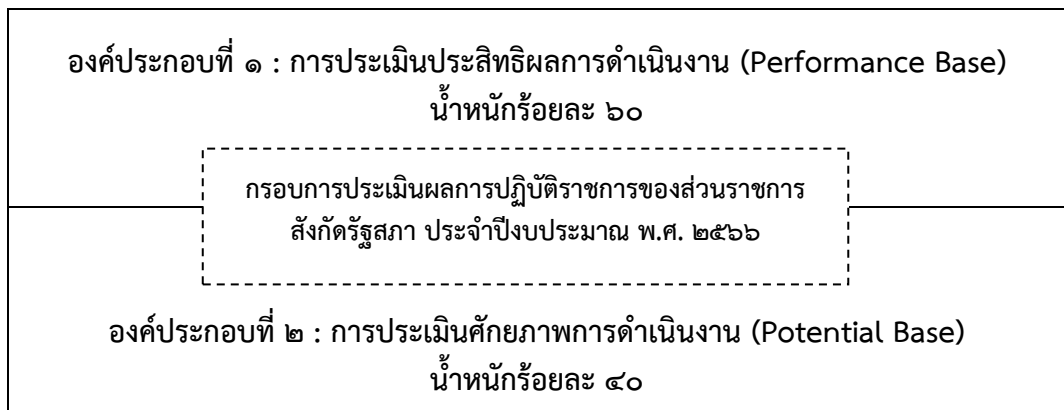 องค์ประกอบที่ ๑ : การประเมินประสิทธิผลการดำเนินงาน (Performance Base)
น้ำหนักร้อยละ ๖๐
กรอบการประเมินผลการปฏิบัติราชการของส่วนราชการ
สังกัดรัฐสภา ประจำปีงบประมาณ พ.ศ. ๒๕๖๖
องค์ประกอบที่ ๒ : การประเมินศักยภาพการดำเนินงาน (Potential Base)
น้ำหนักร้อยละ ๔๐